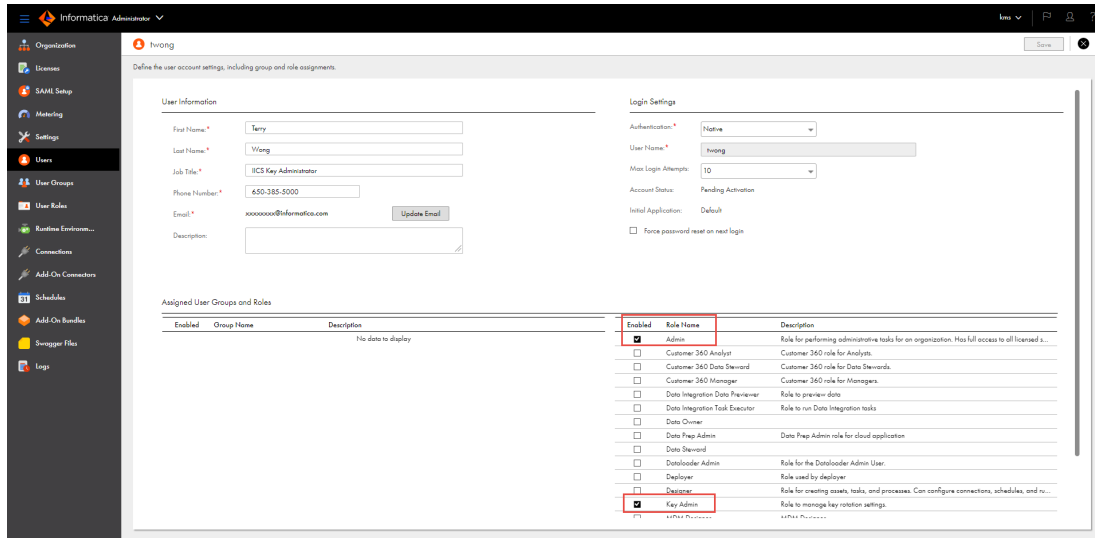 Informatica Administrator
kms
?
Organization
Licenses
SAML Setup
Metering
Settings
Users
User Groups
User Roles
Runtime Environm...
Connections
Add-On Connectors
31 Schedules
Add-On Bundles
Swagger Files
Logs
twong
Save
Define the user account settings, including group and role assignments.
User Information
First Name:* Terry
Last Name:* Wong
Job Title:* IICS Key Administrator
Phone Number:* 650-385-5000
Email:* xxxxxxxx@informatica.com Update Email
Description:
Login Settings
Authentication:* Native
User Name:* twong
Max Login Attempts: 10
Account Status: Pending Activation
Initial Application: Default
Force password reset on next login
Assigned User Groups and Roles
Enabled Group Name Description
No data to display
Enabled Role Name Description
Admin Role for performing administrative tasks for an organization. Has full access to all licensed s...
Customer 360 Analyst Customer 360 role for Analysts.
Customer 360 Data Steward Customer 360 role for Data Stewards.
Customer 360 Manager Customer 360 role for Managers.
Data Integration Data Previewer Role to preview data
Data Integration Task Executor Role to run Data Integration tasks
Data Owner
Data Prep Admin Data Prep Admin role for cloud application
Data Steward
Dataloader Admin Role for the Dataloader Admin User.
Deployer Role used by deployer
Designer Role for creating assets, tasks, and processes. Can configure connections, schedules, and ru...
Key Admin Role to manage key rotation settings.
MDM Designer MDM Designer